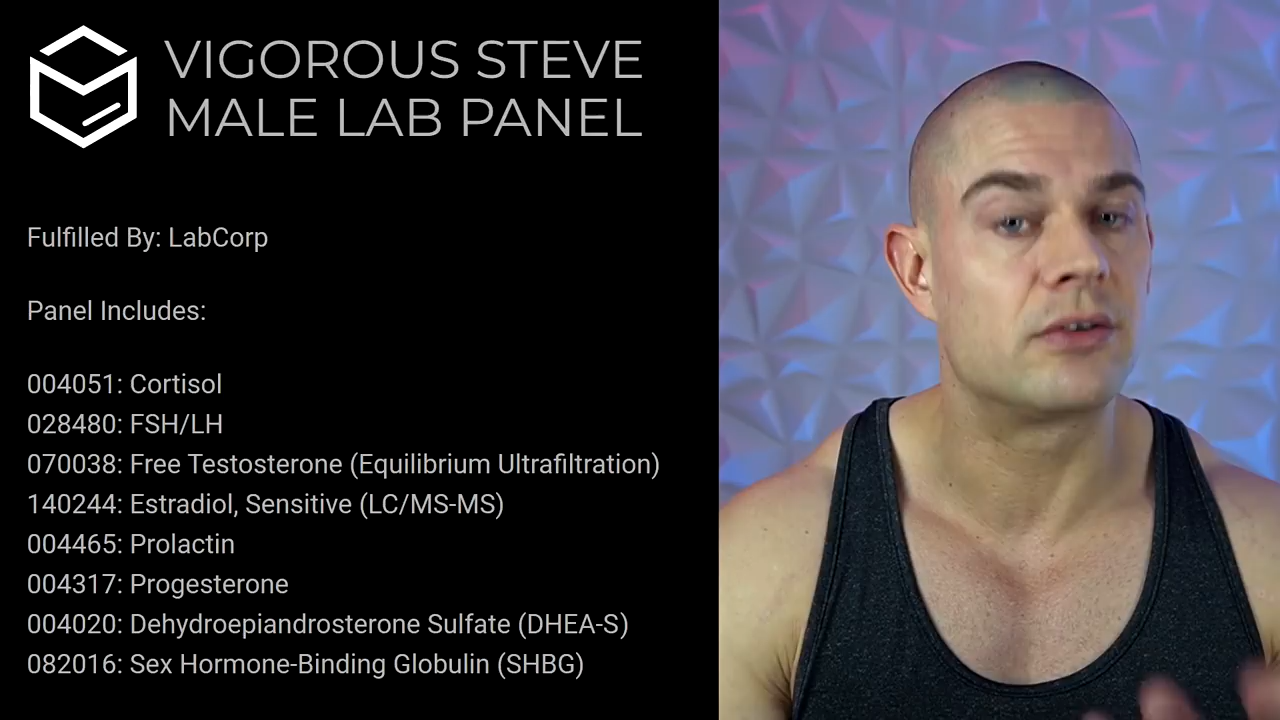 VIGOROUS STEVE
MALE LAB PANEL
Fulfilled By: LabCorp
Panel Includes:
004051: Cortisol
028480: FSH/LH
070038: Free Testosterone (Equilibrium Ultrafiltration)
140244: Estradiol, Sensitive (LC/MS-MS)
004465: Prolactin
004317: Progesterone
004020: Dehydroepiandrosterone Sulfate (DHEA-S)
082016: Sex Hormone-Binding Globulin (SHBG)